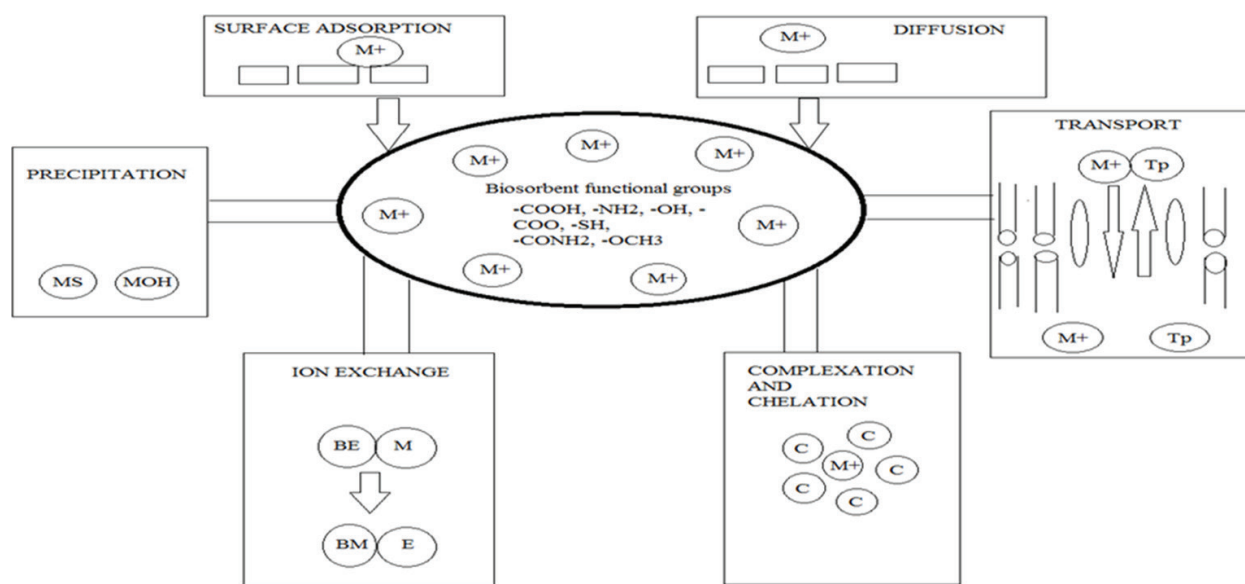 SURFACE ADSORPTION
M+
DIFFUSION
M+
PRECIPITATION
MS MOH
TRANSPORT
M+ Tp
M+ Tp
M+ M+ M+
M+ M+
M+ M+
Biosorbent functional groups
-COOH, -NH2, -OH, -
COO, -SH,
-CONH2, -OCH3
ION EXCHANGE
BE M
BM E
COMPLEXATION
AND
CHELATION
C C
M+ C
C C